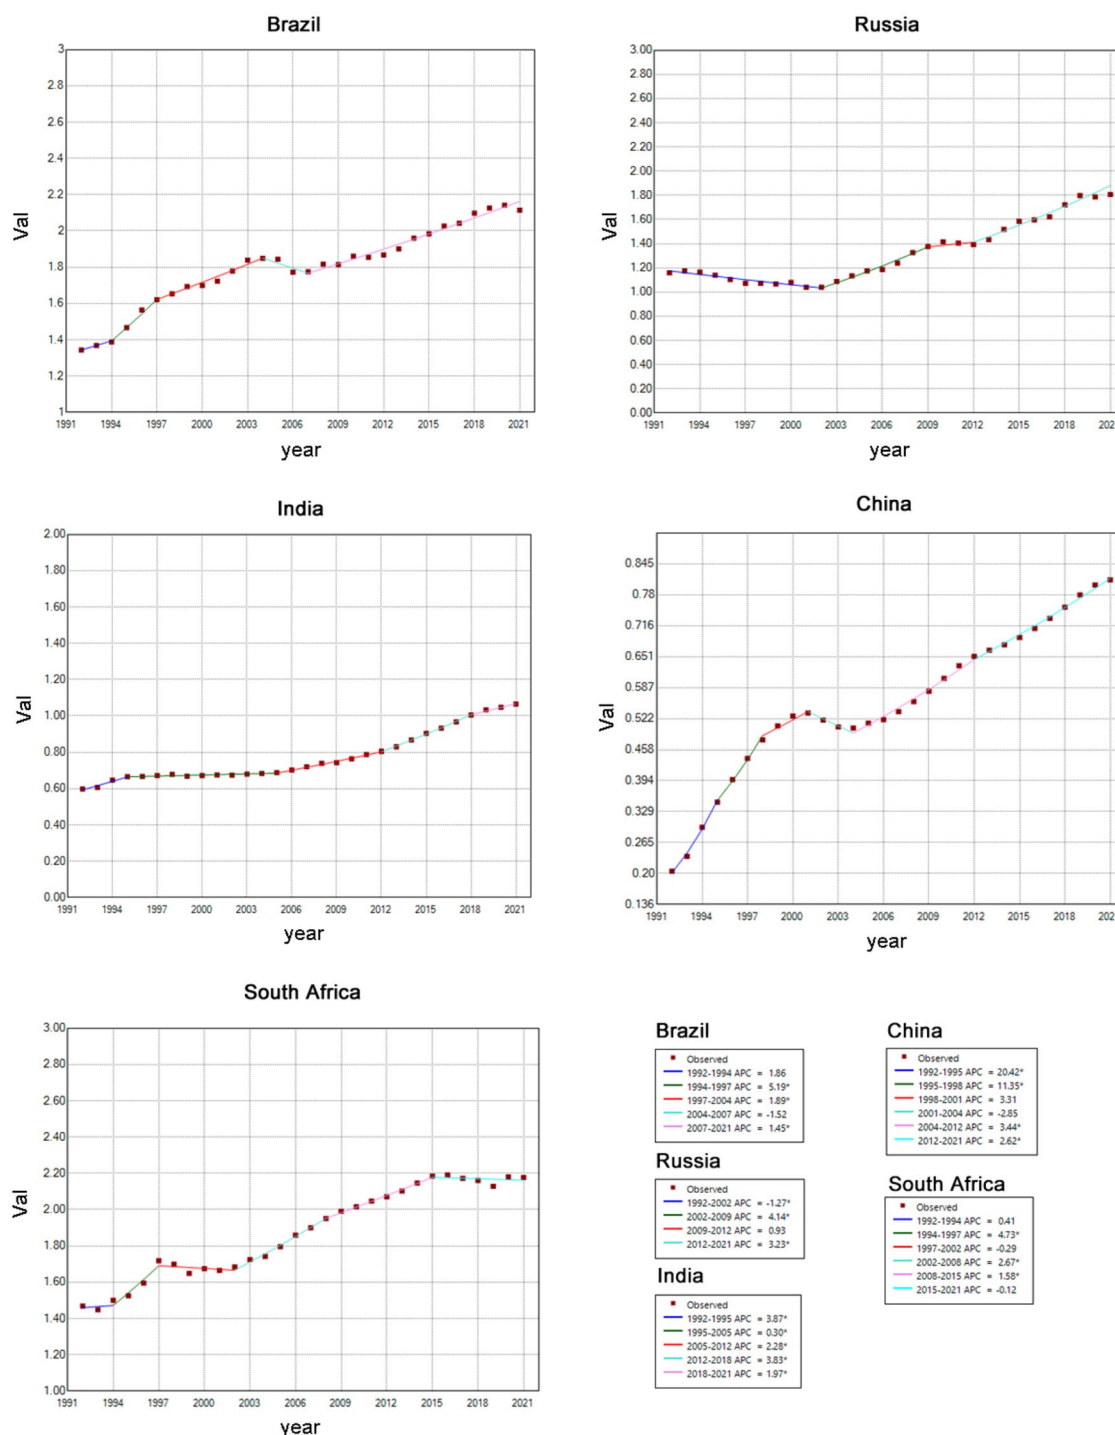 Brazil
3
2.8
2.6
2.4
2.2
2
1.8
1.6
1.4
1.2
1
Val
1991 1994 1997 2000 2003 2006 2009 2012 2015 2018 2021
year
Russia
3.00
2.80
2.60
2.40
2.20
2.00
1.80
1.60
1.40
1.20
1.00
0.80
0.60
0.40
0.20
0.00
Val
1991 1994 1997 2000 2003 2006 2009 2012 2015 2018 202
year
India
2.00
1.80
1.60
1.40
1.20
1.00
0.80
0.60
0.40
0.20
0.00
Val
1991 1994 1997 2000 2003 2006 2009 2012 2015 2018 2021
year
China
0.845
0.78
0.716
0.651
0.587
0.522
0.458
0.394
0.329
0.265
0.20
0.136
Val
1991 1994 1997 2000 2003 2006 2009 2012 2015 2018 202
year
South Africa
3.00
2.80
2.60
2.40
2.20
2.00
1.80
1.60
1.40
1.20
1.00
Val
1991 1994 1997 2000 2003 2006 2009 2012 2015 2018 2021
year
Brazil
Observed
1992-1994 APC = 1.86
1994-1997 APC = 5.19*
1997-2004 APC = 1.89*
2004-2007 APC = -1.52
2007-2021 APC = 1.45*
Russia
Observed
1992-2002 APC = -1.27*
2002-2009 APC = 4.14*
2009-2012 APC = 0.93
2012-2021 APC = 3.23*
India
Observed
1992-1995 APC = 3.87*
1995-2005 APC = 0.30*
2005-2012 APC = 2.28*
2012-2018 APC = 3.83*
2018-2021 APC = 1.97*
China
Observed
1992-1995 APC = 20.42*
1995-1998 APC = 11.35*
1998-2001 APC = 3.31
2001-2004 APC = -2.85
2004-2012 APC = 3.44*
2012-2021 APC = 2.62*
South Africa
Observed
1992-1994 APC = 0.41
1994-1997 APC = 4.73*
1997-2002 APC = -0.29
2002-2008 APC = 2.67*
2008-2015 APC = 1.58*
2015-2021 APC = -0.12